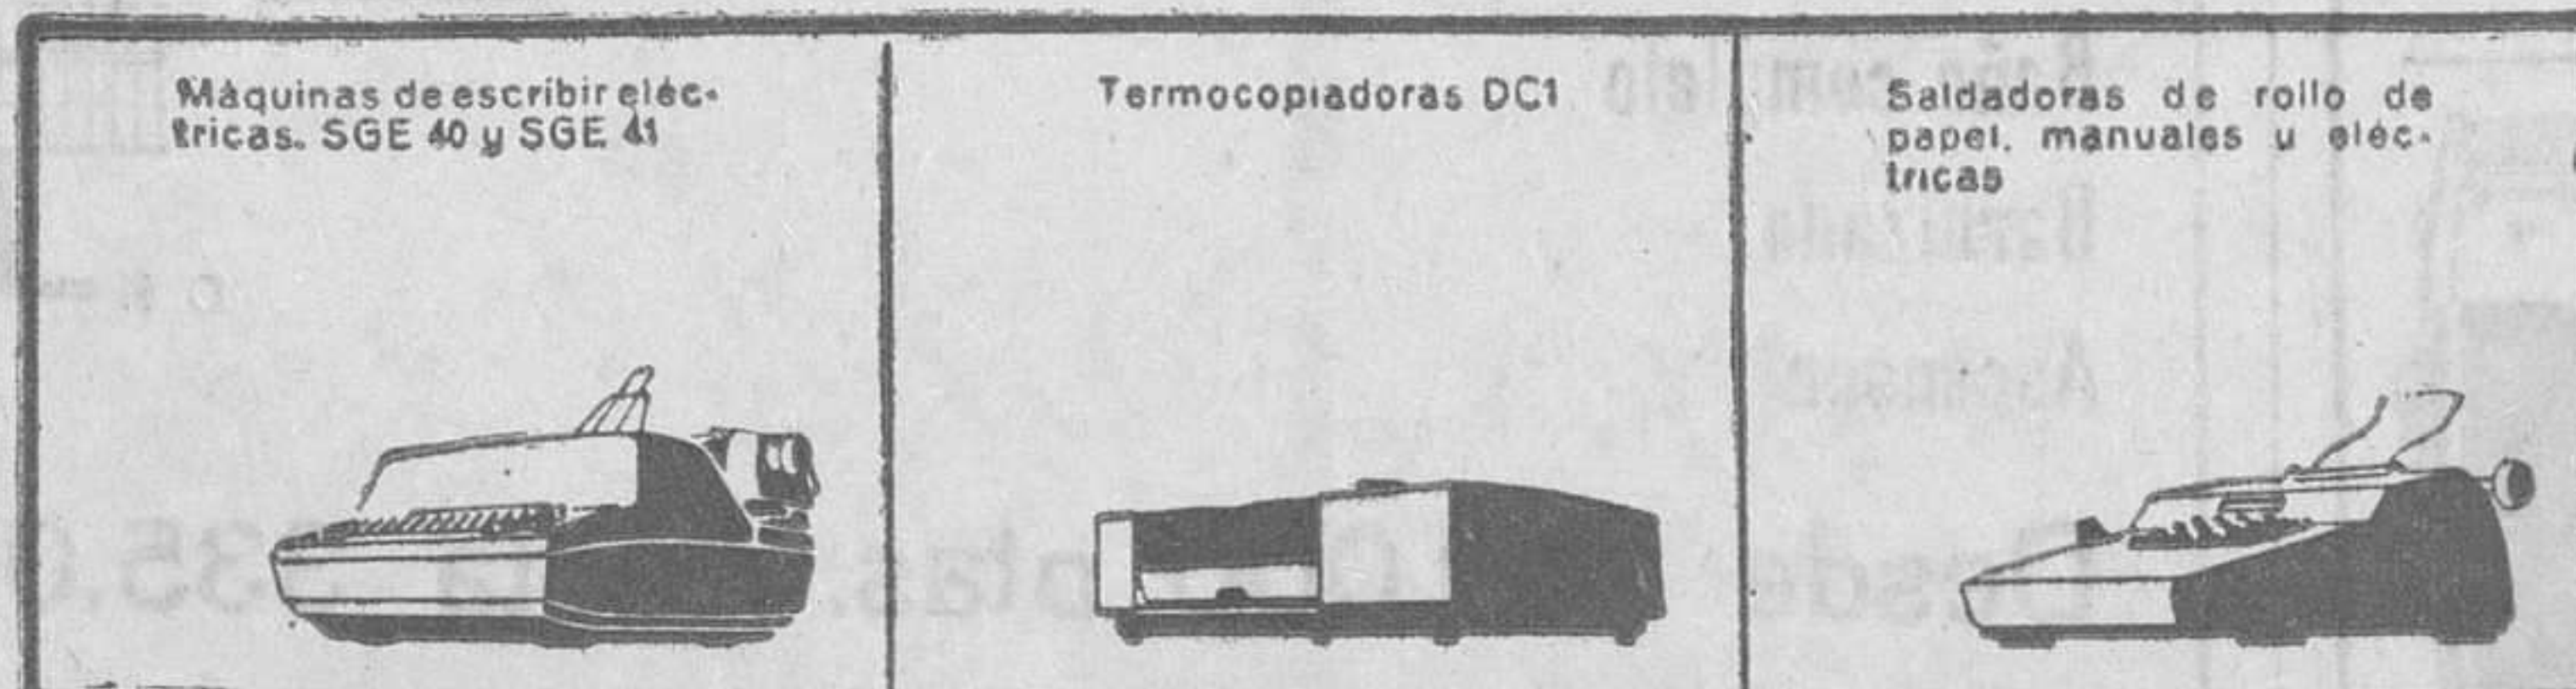 Máquinas de escribir eléc-
tricas. SGE 40 y SGE 41
Termocopiadoras DC1
Saldadoras de rollo de
papel, manuales u eléc-
tricas